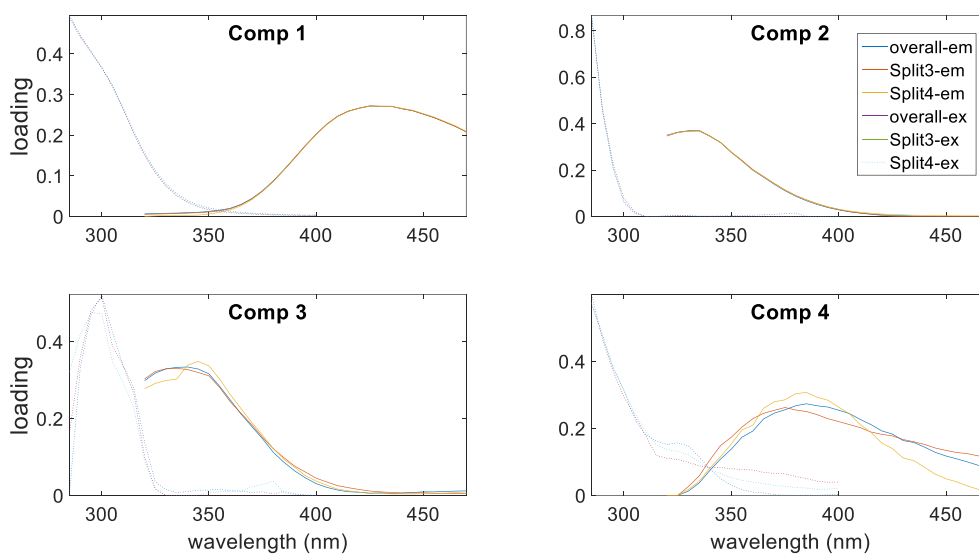 Comp 1
loading
0.4
0.3
0.2
0.1
0
300
350
400
450
Comp 2
0.8
0.6
0.4
0.2
0
300
350
400
450
overall-em
Split3-em
Split4-em
overall-ex
Split3-ex
Split4-ex
Comp 3
loading
0.4
0.2
0
300
350
400
450
wavelength (nm)
Comp 4
0.4
0.2
0
300
350
400
450
wavelength (nm)